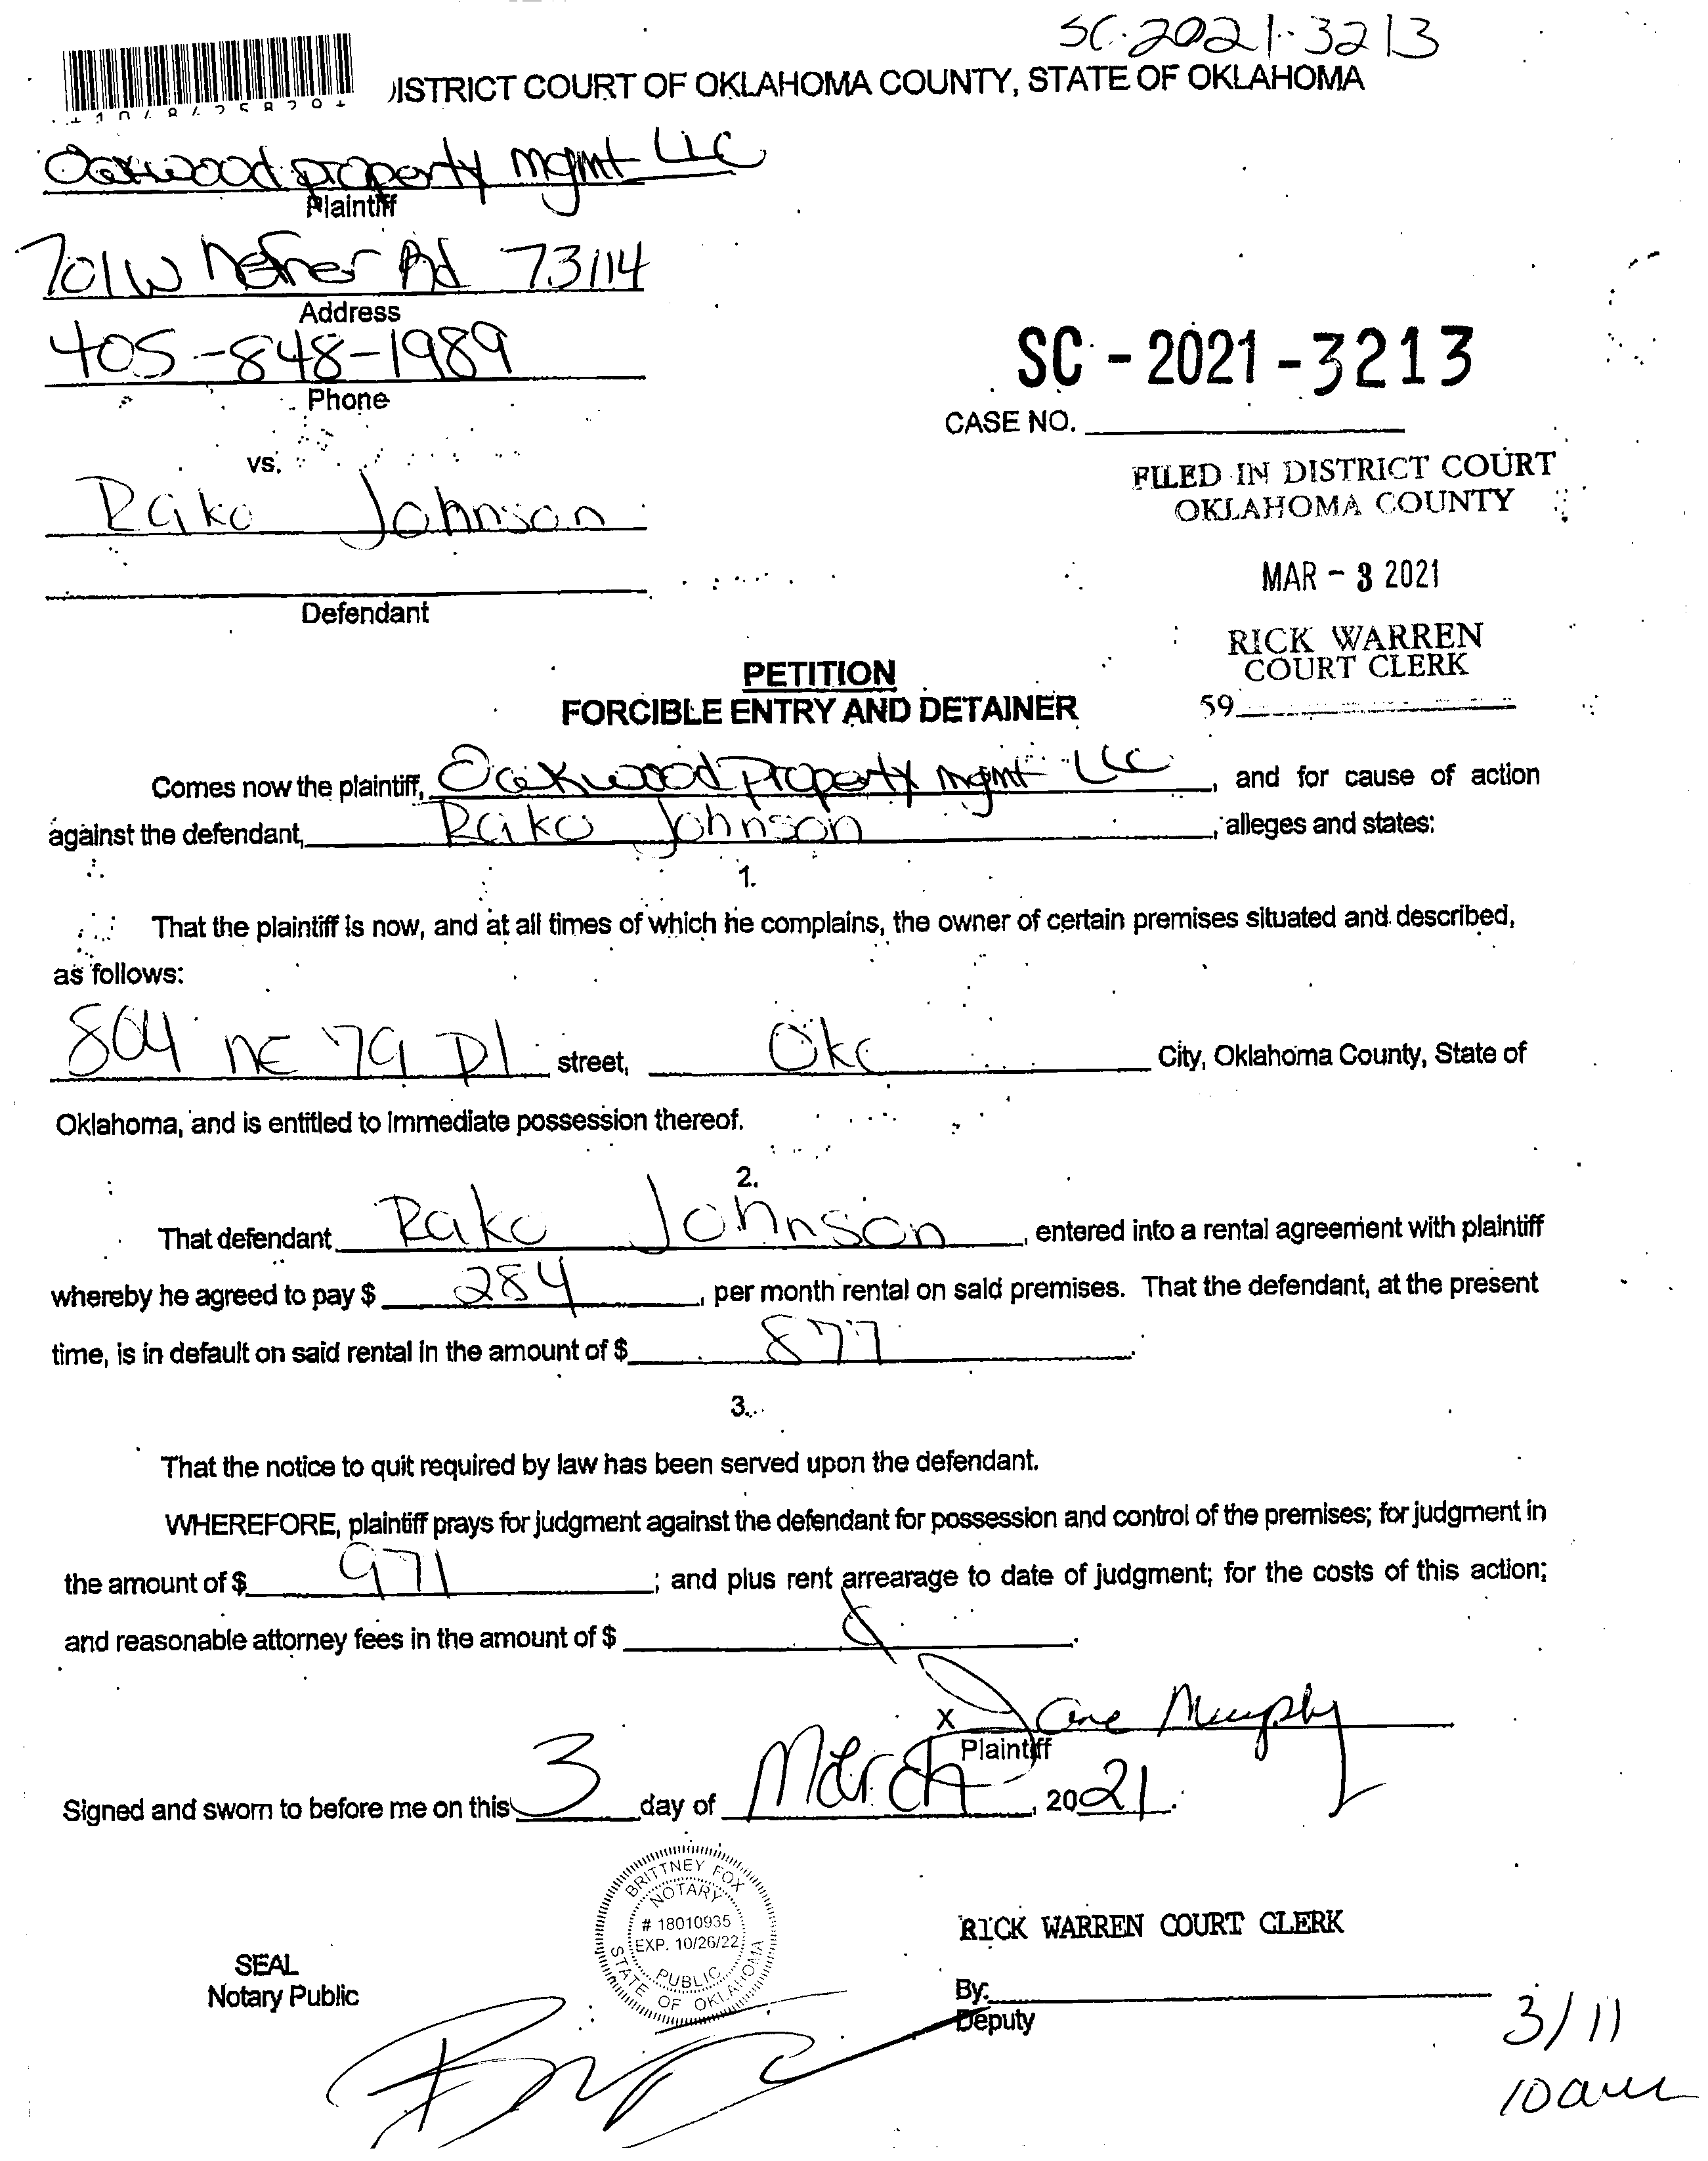 SC-2021-3213
ISTRICT COURT OF OKLAHOMA COUNTY, STATE OF OKLAHOMA
Oakwood property mgmt LLC
Plaintiff
701 W Hefner Rd 73114
Address
405-848-1989
Phone
SC - 2021 - 3213
CASE NO.
vs.
Johnson
FILED IN DISTRICT COURT
OKLAHOMA COUNTY
MAR - 3 2021
Defendant
RICK WARREN
COURT CLERK
59
PETITION
FORCIBLE ENTRY AND DETAINER
Comes now the plaintiff, Oakwood Property Mgmt LLC, and for cause of action
against the defendant, Johnson, alleges and states:
1.
That the plaintiff is now, and at all times of which he complains, the owner of certain premises situated and described,
as follows:
804 NE 79 Pl street, Okc City, Oklahoma County, State of
Oklahoma, and is entitled to immediate possession thereof.
2.
That defendant Johnson, entered into a rental agreement with plaintiff
whereby he agreed to pay $ 284, per month rental on said premises. That the defendant, at the present
time, is in default on said rental in the amount of $ 877.
3.
That the notice to quit required by law has been served upon the defendant.
WHEREFORE, plaintiff prays for judgment against the defendant for possession and control of the premises; for judgment in
the amount of $ 971; and plus rent arrearage to date of judgment; for the costs of this action;
and reasonable attorney fees in the amount of $
X Jane Murphy
Plaintiff
Signed and sworn to before me on this 3 day of March, 2021.
BRITTNEY FOX
NOTARY
# 18010935
EXP. 10/26/22
PUBLIC
STATE OF OKLAHOMA
RICK WARREN COURT CLERK
SEAL
Notary Public
By:
Deputy
3/11
10am